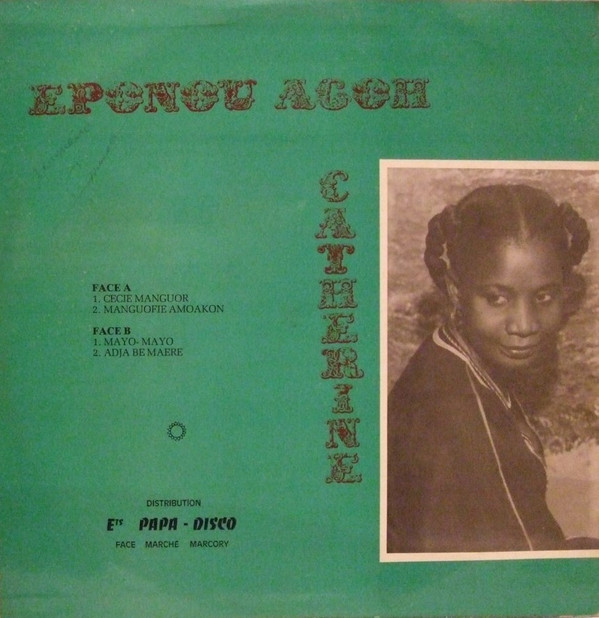 EPONOU AGOH
CATHERINE
FACE A
1. CECIE MANGUOR
2. MANGUOFIE AMOAKON
FACE B
1. MAYO- MAYO
2. ADJA BE MAERE
DISTRIBUTION
Ets PAPA - DISCO
FACE MARCHE MARCORY